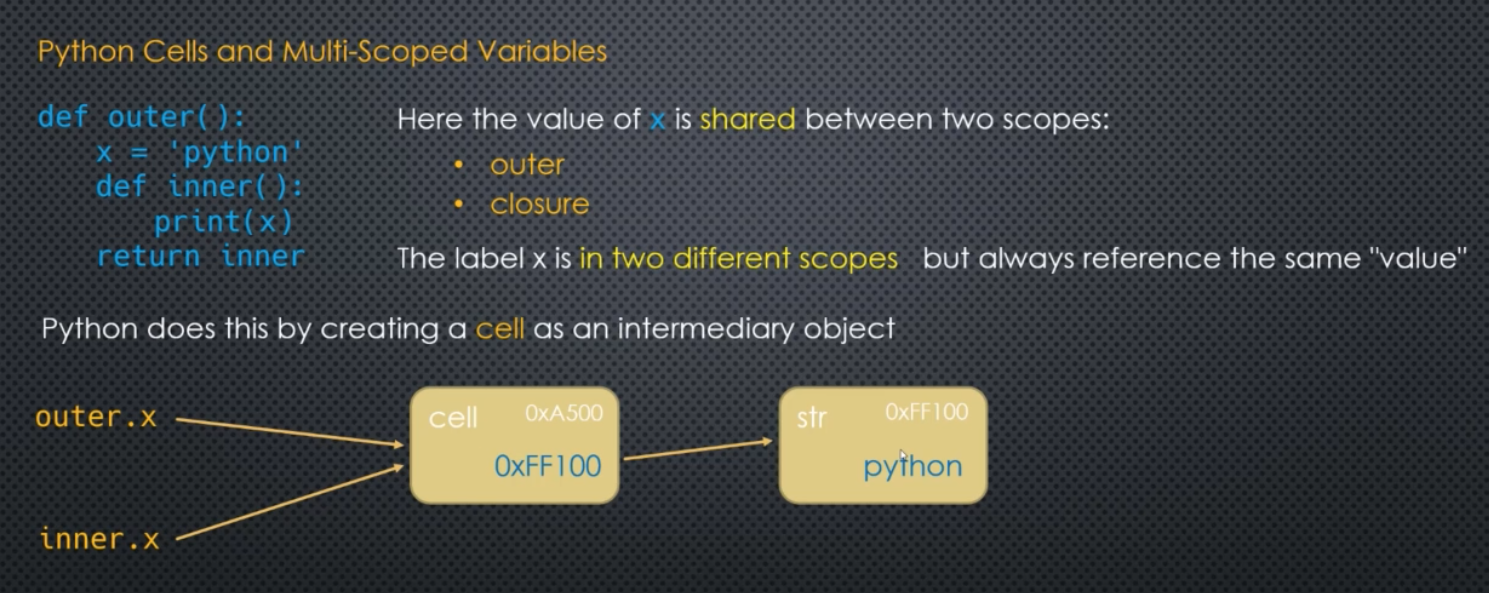 Python Cells and Multi-Scoped Variables
def outer():
    x = 'python'
    def inner():
        print(x)
    return inner
Here the value of x is shared between two scopes:
• outer
• closure
The label x is in two different scopes but always reference the same "value"
Python does this by creating a cell as an intermediary object
outer.x
inner.x
cell 0xA500
0xFF100
str 0xFF100
python